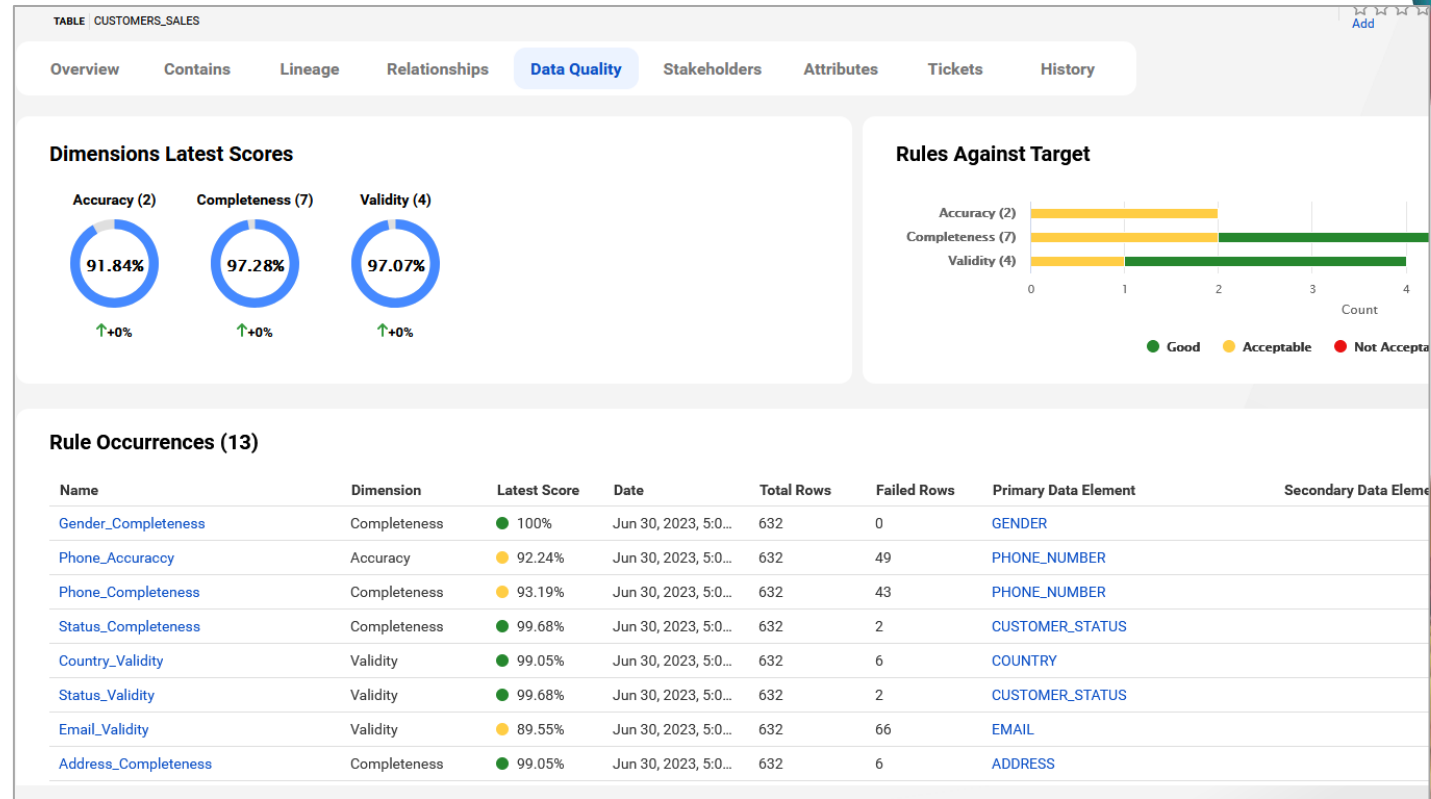 TABLE CUSTOMERS_SALES
Add
Overview Contains Lineage Relationships Data Quality Stakeholders Attributes Tickets History
Dimensions Latest Scores
Accuracy (2) Completeness (7) Validity (4)
91.84% 97.28% 97.07%
↑+0% ↑+0% ↑+0%
Rules Against Target
Accuracy (2)
Completeness (7)
Validity (4)
0 1 2 3 4
Count
Good Acceptable Not Accepta
Rule Occurrences (13)
Name Dimension Latest Score Date Total Rows Failed Rows Primary Data Element Secondary Data Eleme
Gender_Completeness Completeness 100% Jun 30, 2023, 5:0... 632 0 GENDER
Phone_Accuraccy Accuracy 92.24% Jun 30, 2023, 5:0... 632 49 PHONE_NUMBER
Phone_Completeness Completeness 93.19% Jun 30, 2023, 5:0... 632 43 PHONE_NUMBER
Status_Completeness Completeness 99.68% Jun 30, 2023, 5:0... 632 2 CUSTOMER_STATUS
Country_Validity Validity 99.05% Jun 30, 2023, 5:0... 632 6 COUNTRY
Status_Validity Validity 99.68% Jun 30, 2023, 5:0... 632 2 CUSTOMER_STATUS
Email_Validity Validity 89.55% Jun 30, 2023, 5:0... 632 66 EMAIL
Address_Completeness Completeness 99.05% Jun 30, 2023, 5:0... 632 6 ADDRESS